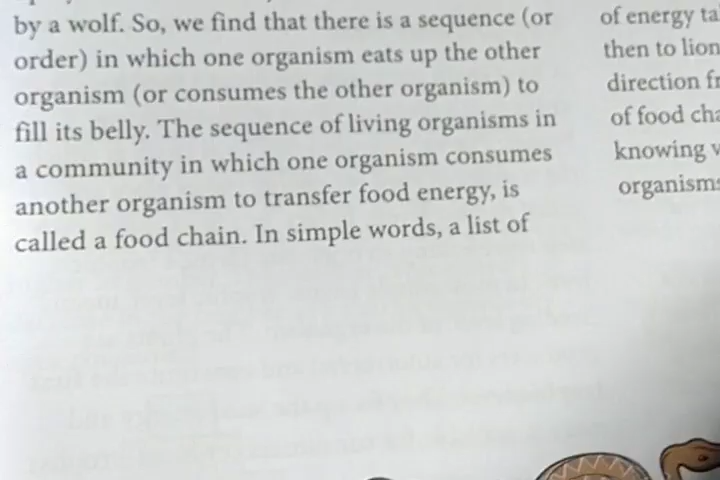 by a wolf. So, we find that there is a sequence (or
order) in which one organism eats up the other
organism (or consumes the other organism) to
fill its belly. The sequence of living organisms in
a community in which one organism consumes
another organism to transfer food energy, is
called a food chain. In simple words, a list of
of energy
then to lion
direction
of food
knowing
organisms